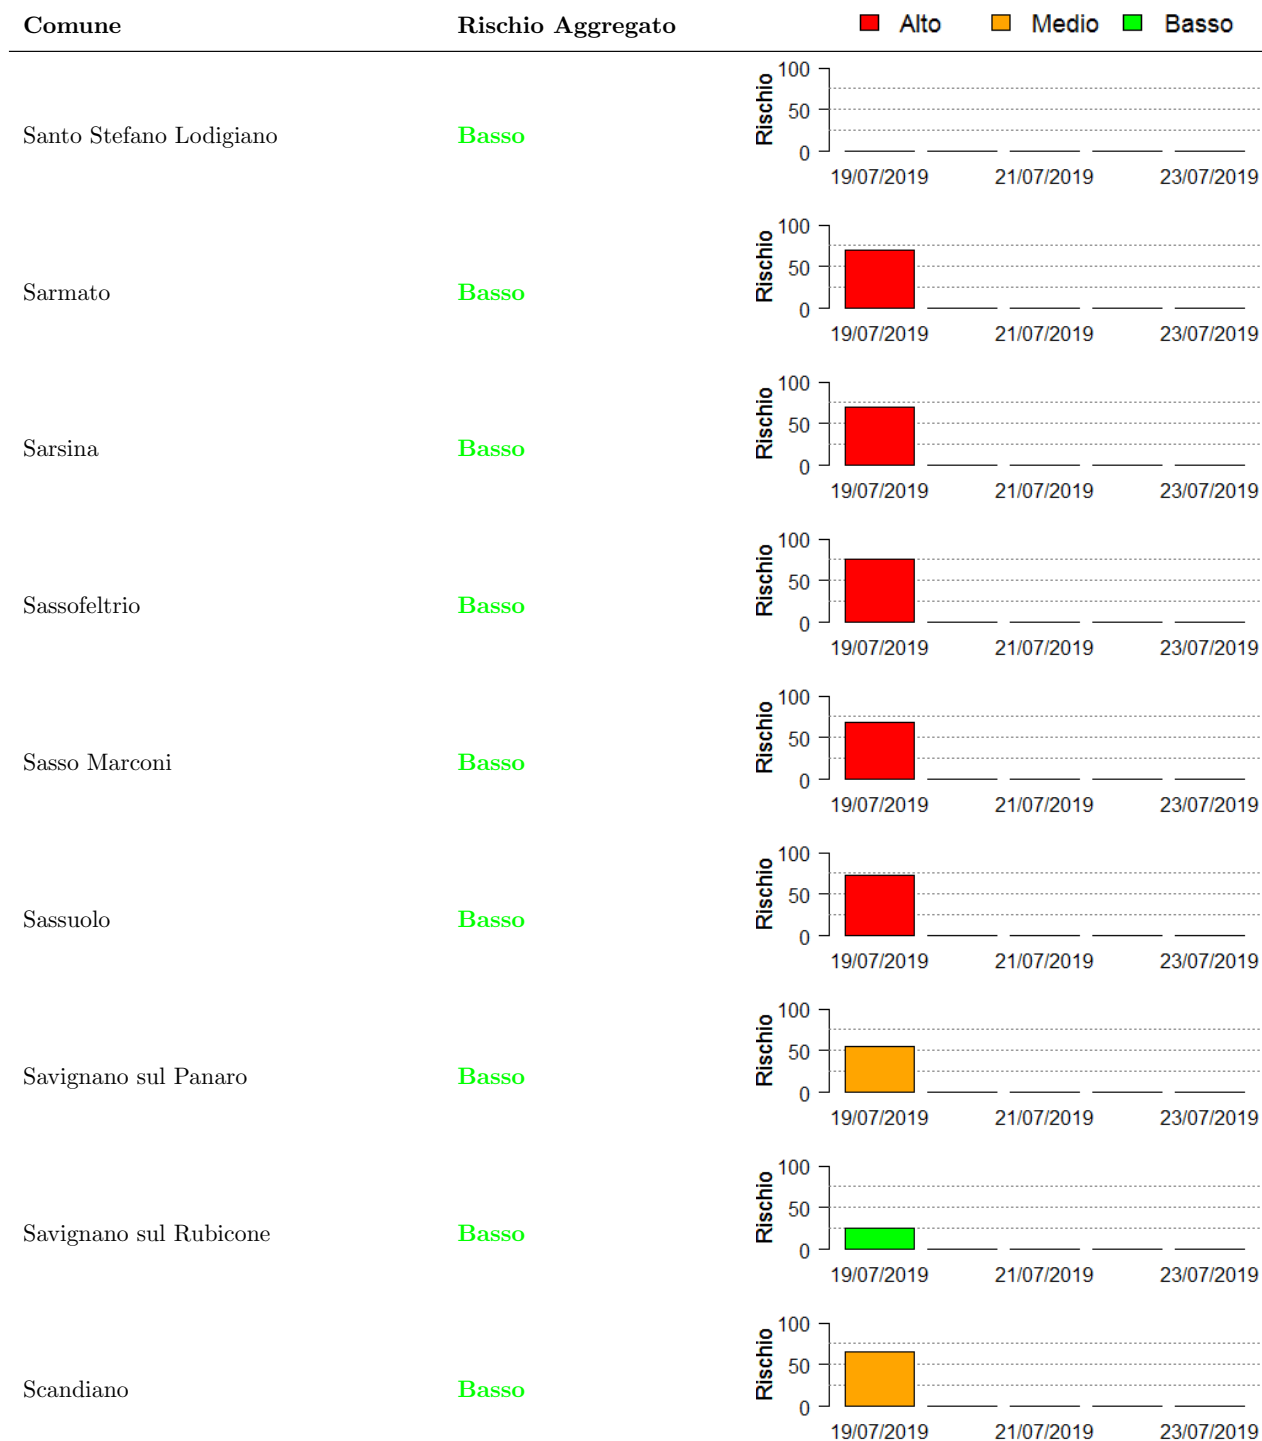 Comune Rischio Aggregato Alto Medio Basso
Santo Stefano Lodigiano Basso Rischio 100 50 0
19/07/2019 21/07/2019 23/07/2019
Sarmato Basso Rischio 100 50 0
19/07/2019 21/07/2019 23/07/2019
Sarsina Basso Rischio 100 50 0
19/07/2019 21/07/2019 23/07/2019
Sassofeltrio Basso Rischio 100 50 0
19/07/2019 21/07/2019 23/07/2019
Sasso Marconi Basso Rischio 100 50 0
19/07/2019 21/07/2019 23/07/2019
Sassuolo Basso Rischio 100 50 0
19/07/2019 21/07/2019 23/07/2019
Savignano sul Panaro Basso Rischio 100 50 0
19/07/2019 21/07/2019 23/07/2019
Savignano sul Rubicone Basso Rischio 100 50 0
19/07/2019 21/07/2019 23/07/2019
Scandiano Basso Rischio 100 50 0
19/07/2019 21/07/2019 23/07/2019